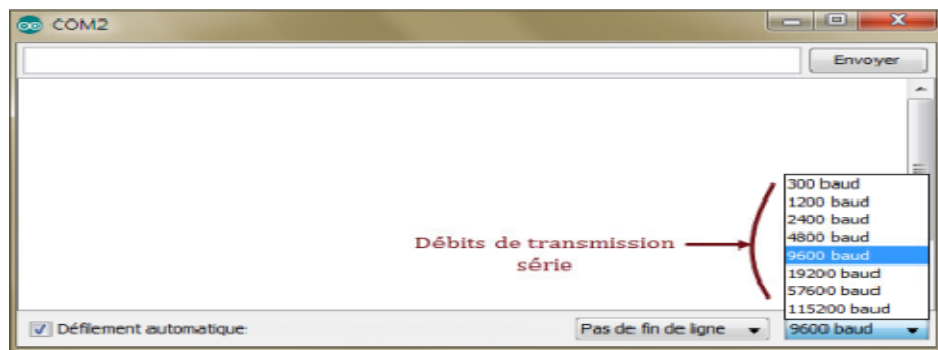 COM2
Envoyer
300 baud
1200 baud
2400 baud
4800 baud
9600 baud
19200 baud
57600 baud
115200 baud
Débits de transmission
série
Défilement automatique
Pas de fin de ligne
9600 baud